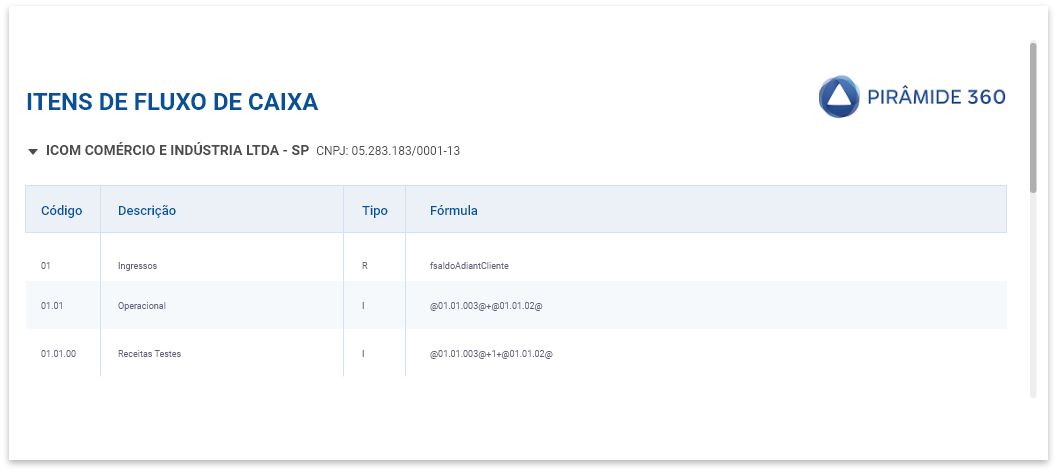 PIRÂMIDE 360
ITENS DE FLUXO DE CAIXA
ICOM COMÉRCIO E INDÚSTRIA LTDA - SP CNPJ: 05.283.183/0001-13
Código Descrição Tipo Fórmula
01 Ingressos R fsaldoAdiantCliente
01.01 Operacional I @01.01.003@+@01.01.02@
01.01.00 Receitas Testes I @01.01.003@+1+@01.01.02@